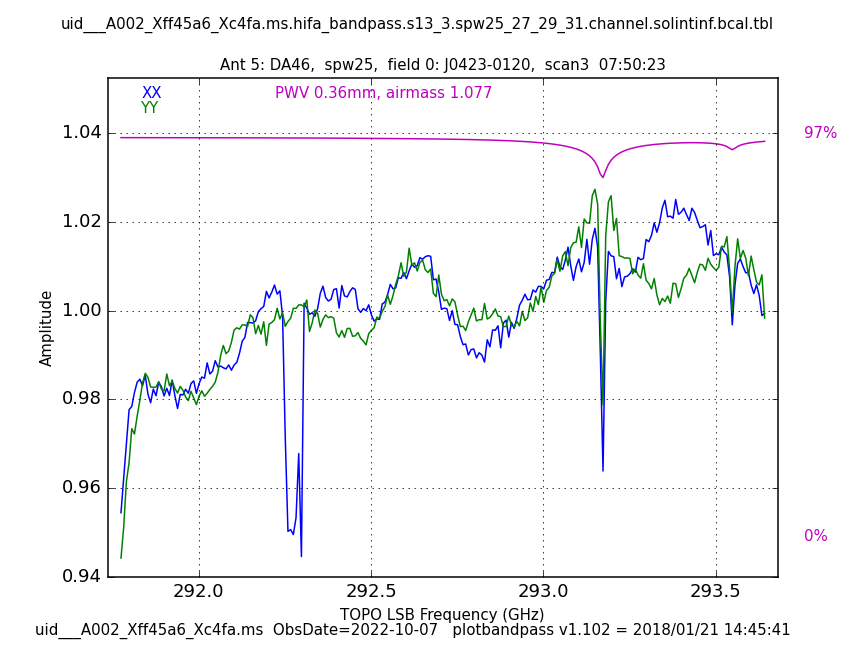 uid___A002_Xff45a6_Xc4fa.ms.hifa_bandpass.s13_3.spw25_27_29_31.channel.solintinf.bcal.tbl
Ant 5: DA46,  spw25,  field 0: J0423-0120,  scan3  07:50:23
XX
YY
PWV 0.36mm, airmass 1.077
97%
0%
Amplitude
1.04
1.02
1.00
0.98
0.96
0.94
292.0 292.5 293.0 293.5
TOPO LSB Frequency (GHz)
uid___A002_Xff45a6_Xc4fa.ms  ObsDate=2022-10-07   plotbandpass v1.102 = 2018/01/21 14:45:41